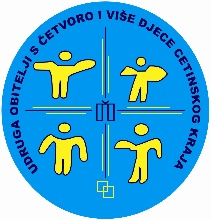 UDRUGA OBITELJI S ČETVORO I VIŠE DJECE CETINSKOG KRAJA